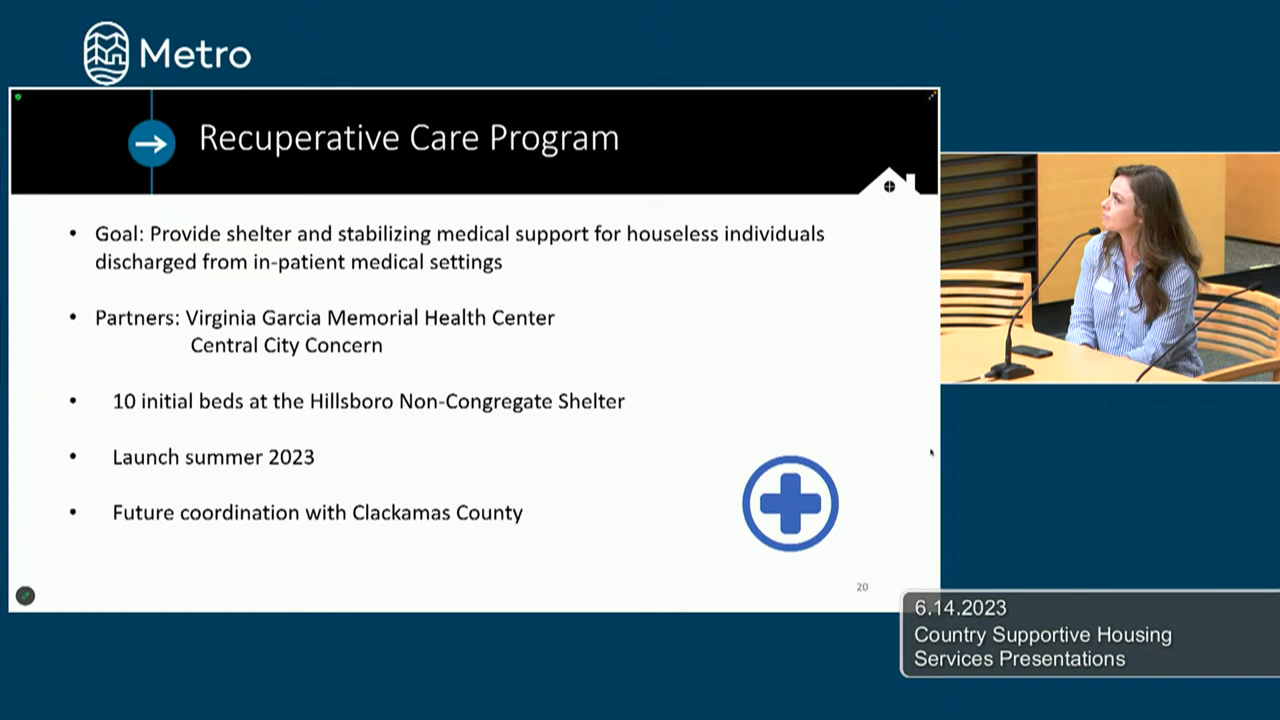 Metro
Recuperative Care Program
• Goal: Provide shelter and stabilizing medical support for houseless individuals
discharged from in-patient medical settings
• Partners: Virginia Garcia Memorial Health Center
Central City Concern
• 10 initial beds at the Hillsboro Non-Congregate Shelter
• Launch summer 2023
• Future coordination with Clackamas County
20
6.14.2023
Country Supportive Housing
Services Presentations